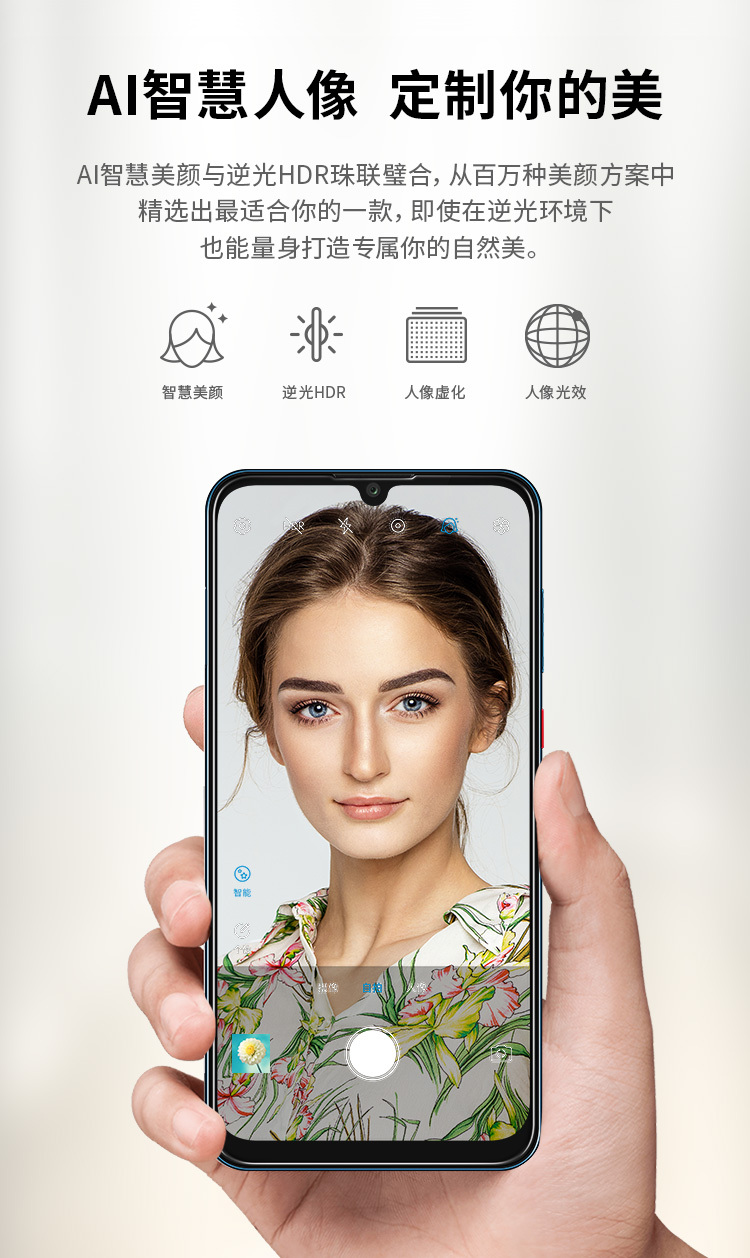 AI智慧人像 定制你的美
AI智慧美颜与逆光HDR珠联璧合,从百万种美颜方案中
精选出最适合你的一款,即使在逆光环境下
也能量身打造专属你的自然美。
智慧美颜 逆光HDR 人像虚化 人像光效
智能
摄像 自拍 人像